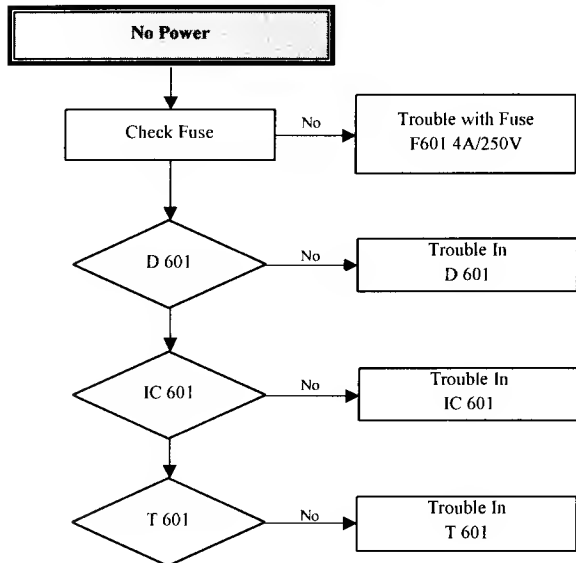 No Power
Check Fuse
No
Trouble with Fuse
F601 4A/250V
D 601
No
Trouble In
D 601
IC 601
No
Trouble In
IC 601
T 601
No
Trouble In
T 601